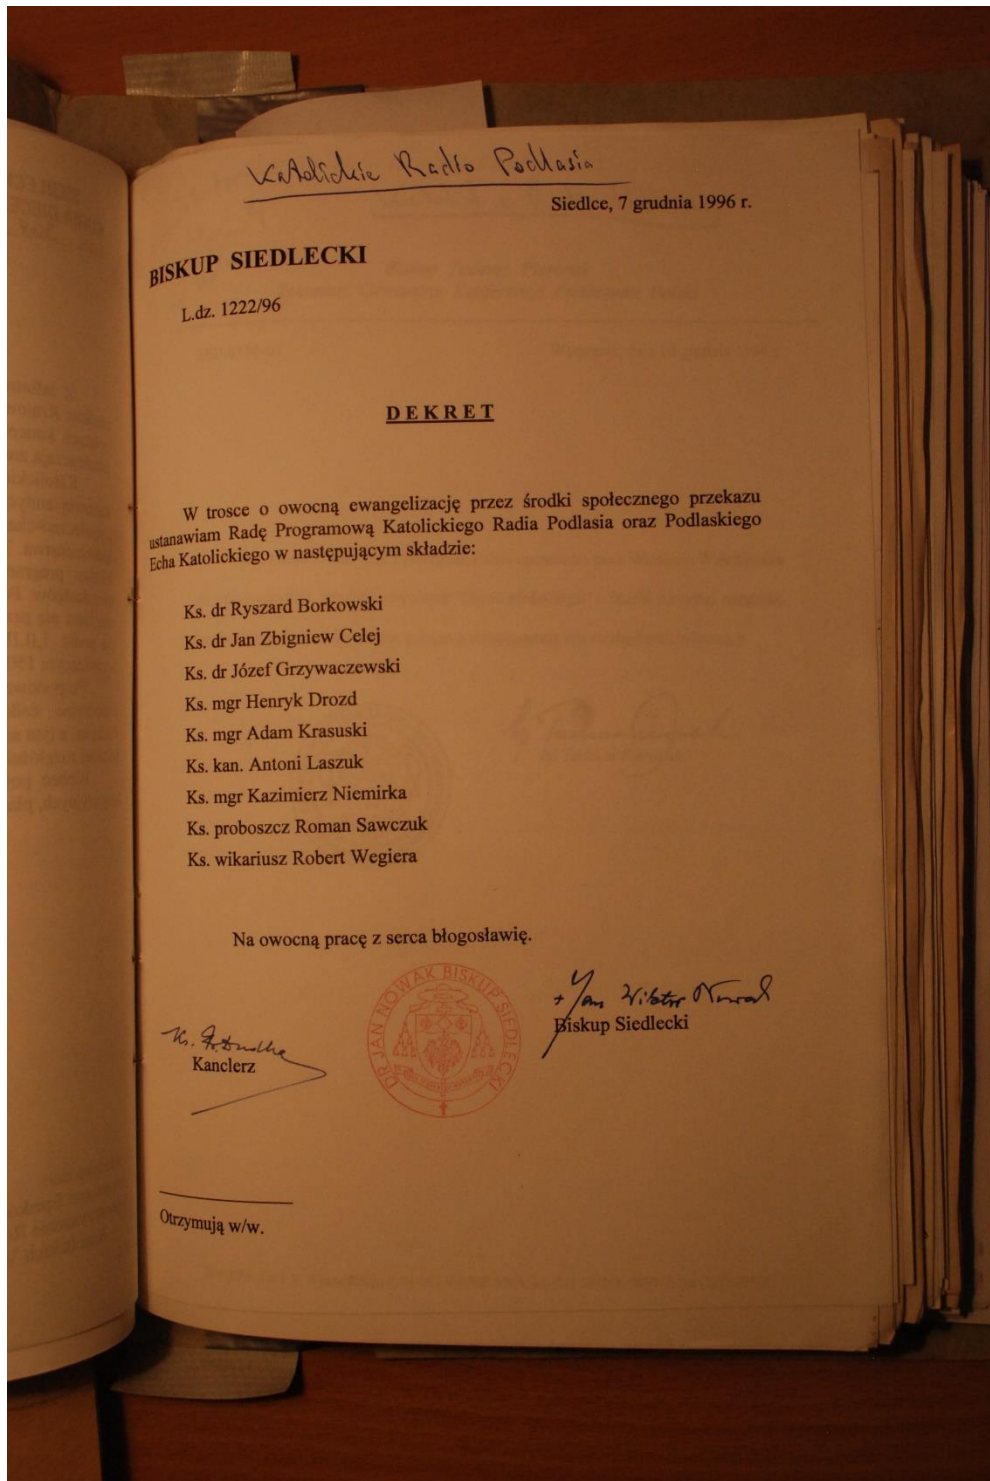 Katolickie Radio Podlasia
Siedlce, 7 grudnia 1996 r.
BISKUP SIEDLECKI
L.dz. 1222/96
DEKRET
W trosce o owocną ewangelizację przez środki społecznego przekazu
ustanawiam Radę Programową Katolickiego Radia Podlasia oraz Podlaskiego
Echa Katolickiego w następującym składzie:
Ks. dr Ryszard Borkowski
Ks. dr Jan Zbigniew Celej
Ks. dr Józef Grzywaczewski
Ks. mgr Henryk Drozd
Ks. mgr Adam Krasuski
Ks. kan. Antoni Laszuk
Ks. mgr Kazimierz Niemirka
Ks. proboszcz Roman Sawczuk
Ks. wikariusz Robert Wegiera
Na owocną pracę z serca błogosławię.
+ Jan Wiktor Nowak
Biskup Siedlecki
DR JAN NOWAK BISKUP SIEDLECKI
Ks.
Kanclerz
Otrzymują w/w.